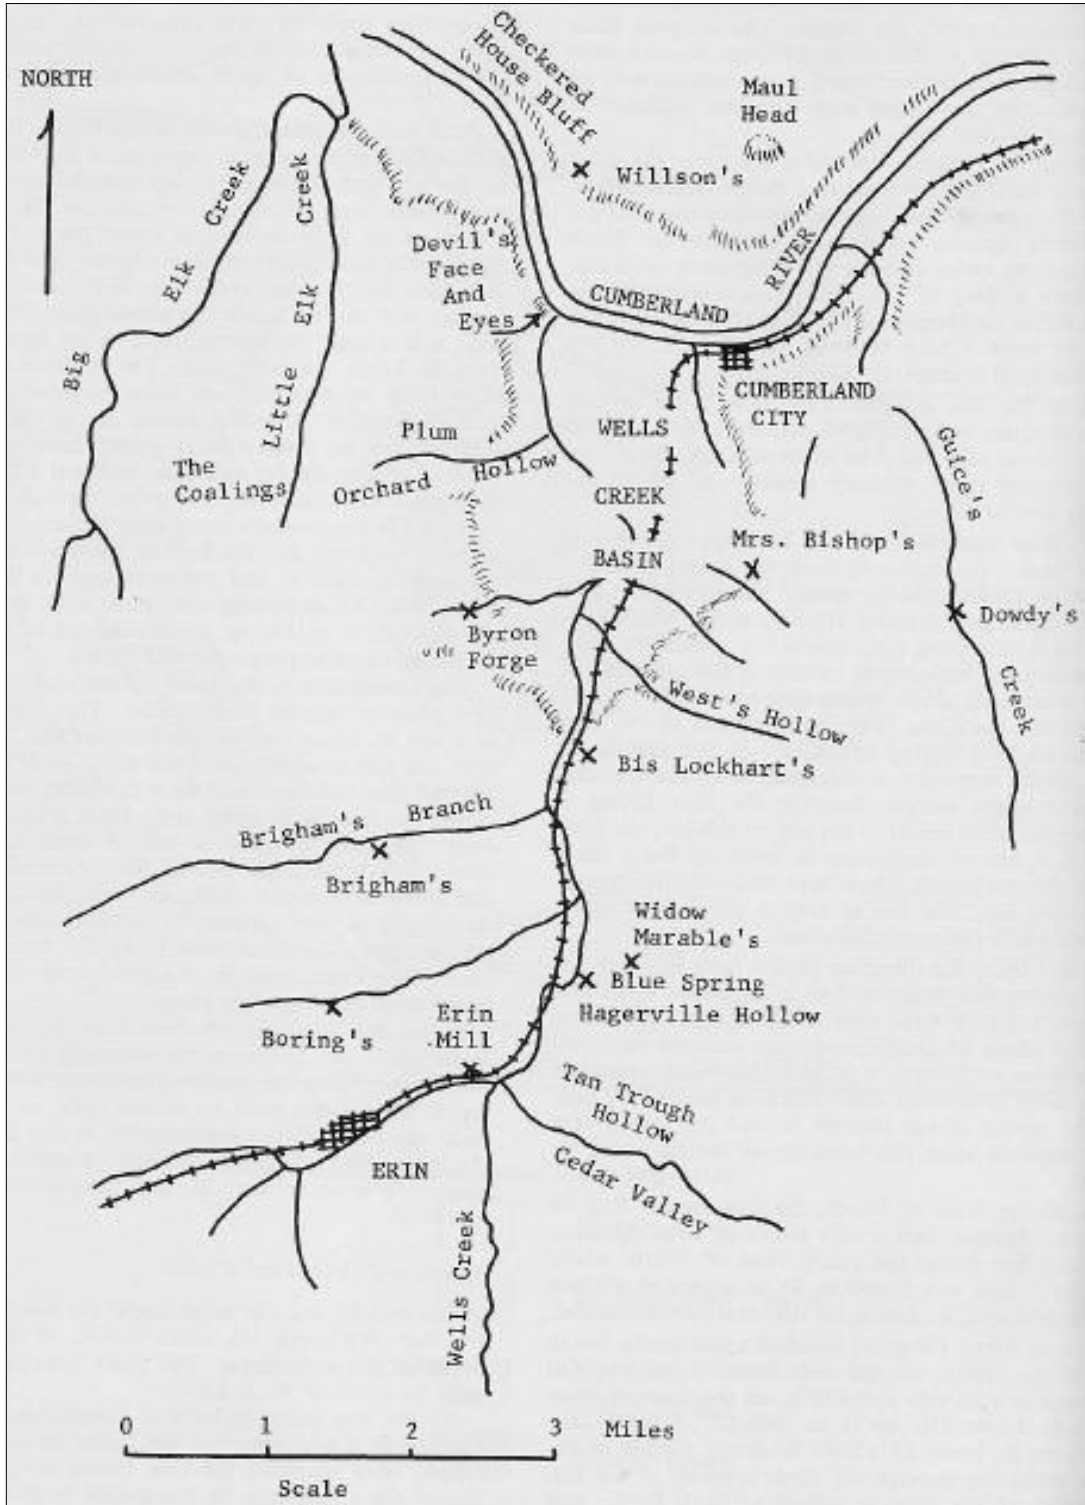 Checkered
House Bluff
NORTH
Maul
Head
Willson's
Big Elk Creek
Little Elk Creek
Devil's
Face
And
Eyes
CUMBERLAND RIVER
CUMBERLAND
CITY
WELLS
CREEK
BASIN
Plum
Orchard Hollow
The
Coalings
Guice's Creek
Mrs. Bishop's
Dowdy's
Byron
Forge
West's Hollow
Bis Lockhart's
Brigham's Branch
Brigham's
Widow
Marable's
Blue Spring
Hagerville Hollow
Erin
Mill
Boring's
Tan Trough
Hollow
Cedar Valley
ERIN
Wells Creek
0 1 2 3 Miles
Scale